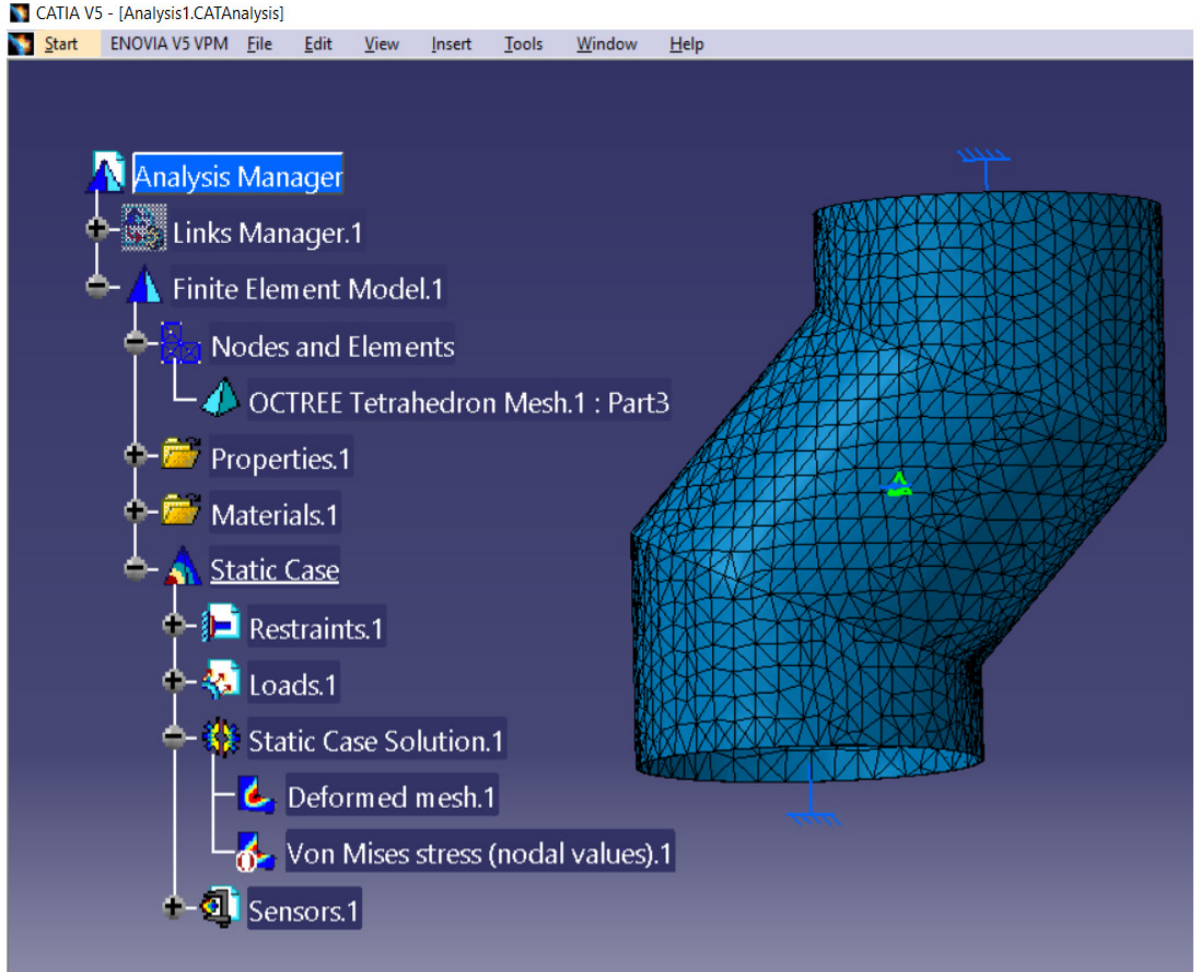 CATIA V5 - [Analysis1.CATAnalysis]
Start ENOVIA V5 VPM File Edit View Insert Tools Window Help
Analysis Manager
Links Manager.1
Finite Element Model.1
Nodes and Elements
OCTREE Tetrahedron Mesh.1 : Part3
Properties.1
Materials.1
Static Case
Restraints.1
Loads.1
Static Case Solution.1
Deformed mesh.1
Von Mises stress (nodal values).1
Sensors.1